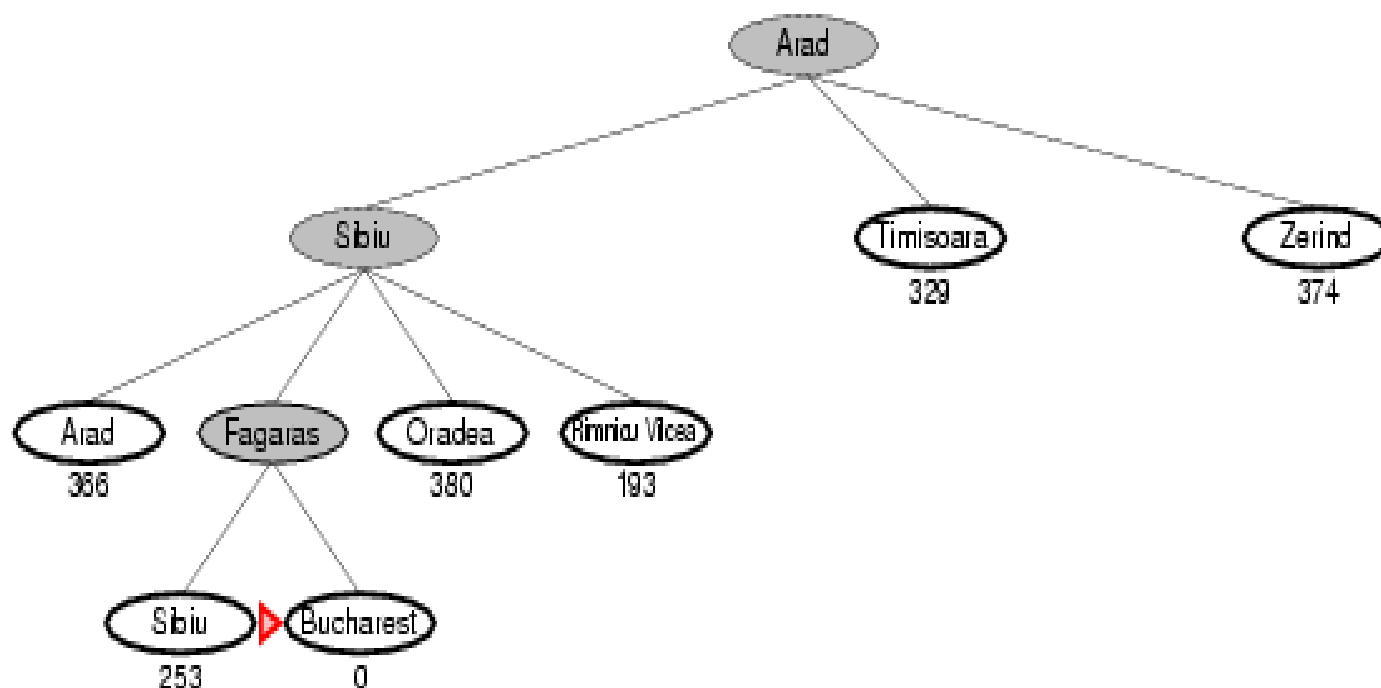 Arad
Sibiu
Timisoara
Zerind
329
374
Arad
Fagaras
Oradea
Rimnicu Vilcea
366
380
193
Sibiu
Bucharest
253
0